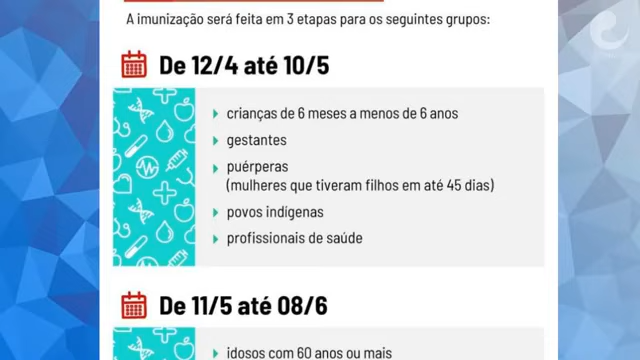 A imunização será feita em 3 etapas para os seguintes grupos:
De 12/4 até 10/5
crianças de 6 meses a menos de 6 anos
gestantes
puérperas
(mulheres que tiveram filhos em até 45 dias)
povos indígenas
profissionais de saúde
De 11/5 até 08/6
idosos com 60 anos ou mais